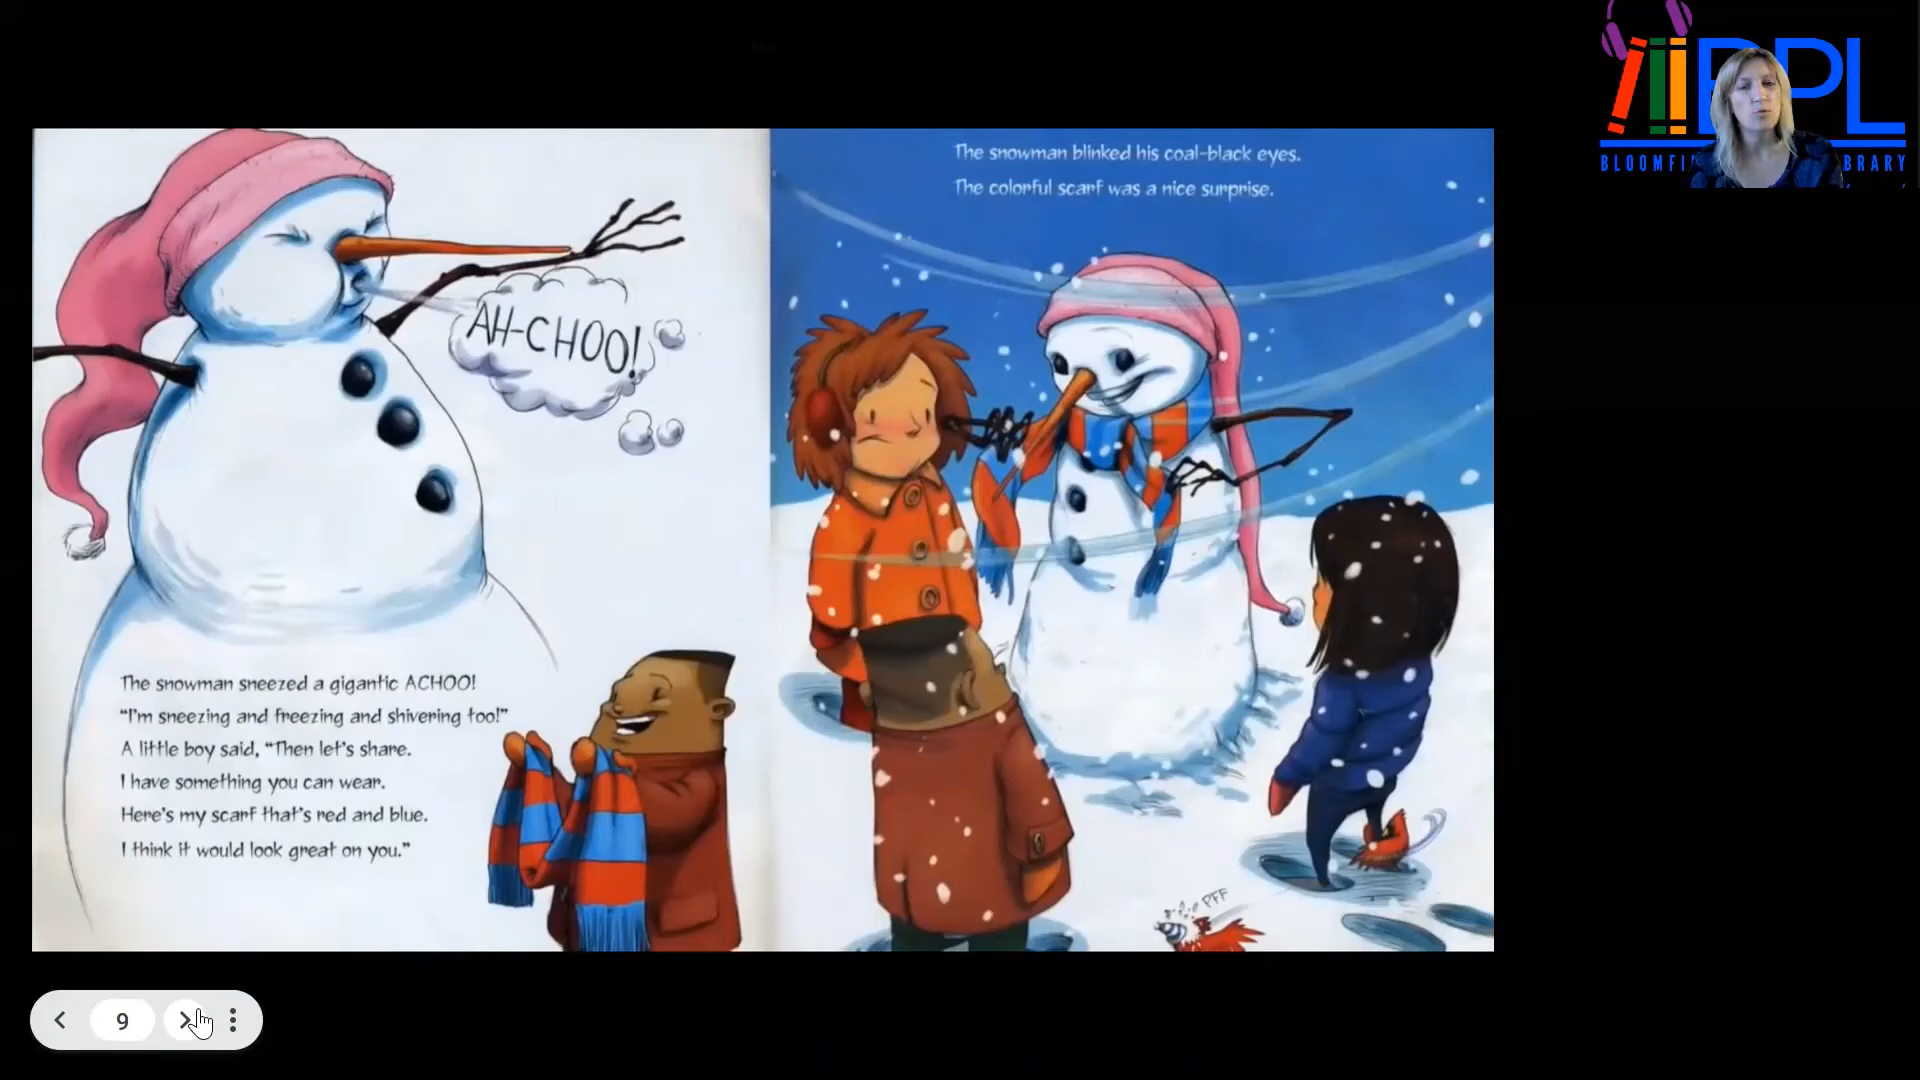 AH-CHOO!
The snowman sneezed a gigantic ACHOO!
“I’m sneezing and freezing and shivering too!”
A little boy said, “Then let’s share.
I have something you can wear.
Here’s my scarf that’s red and blue.
I think it would look great on you.”
The snowman blinked his coal-black eyes.
The colorful scarf was a nice surprise.
PFF
9